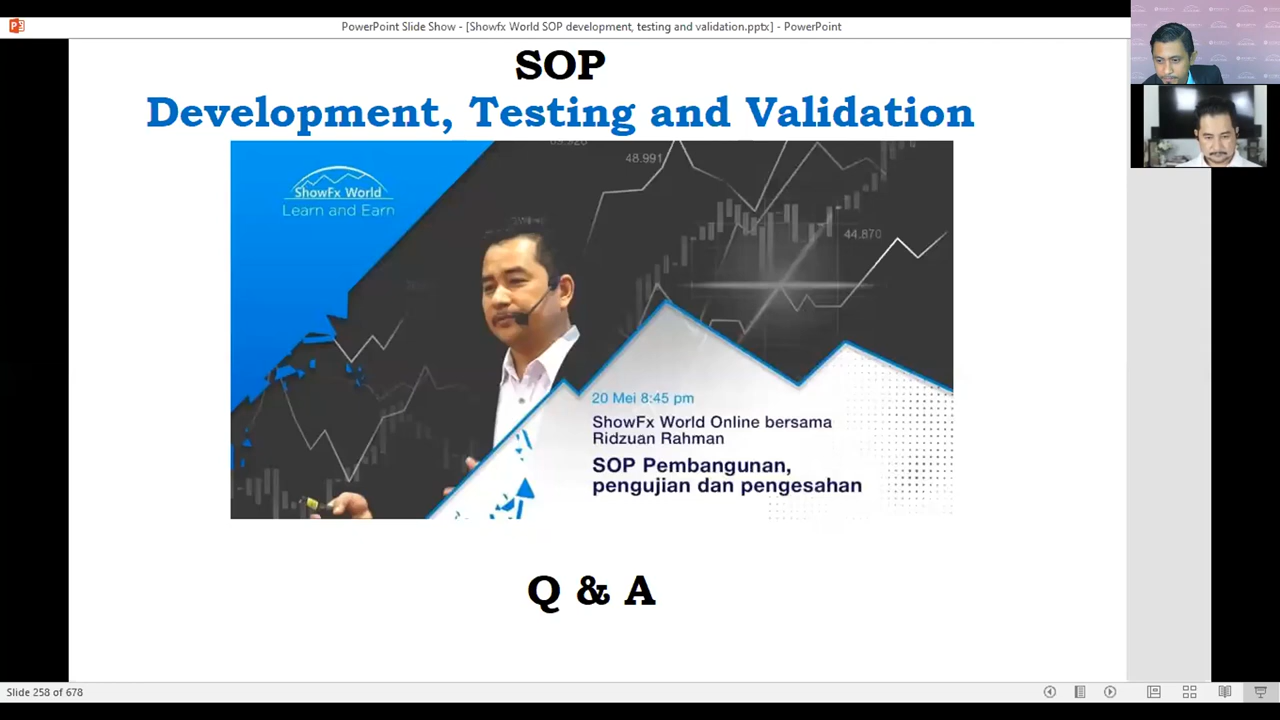 PowerPoint Slide Show - [Showfx World SOP development, testing and validation.pptx] - PowerPoint
SOP
Development, Testing and Validation
48.991
ShowFx World
Learn and Earn
44.870
20 Mei 8:45 pm
ShowFx World Online bersama
Ridzuan Rahman
SOP Pembangunan,
pengujian dan pengesahan
Q & A
Slide 258 of 678